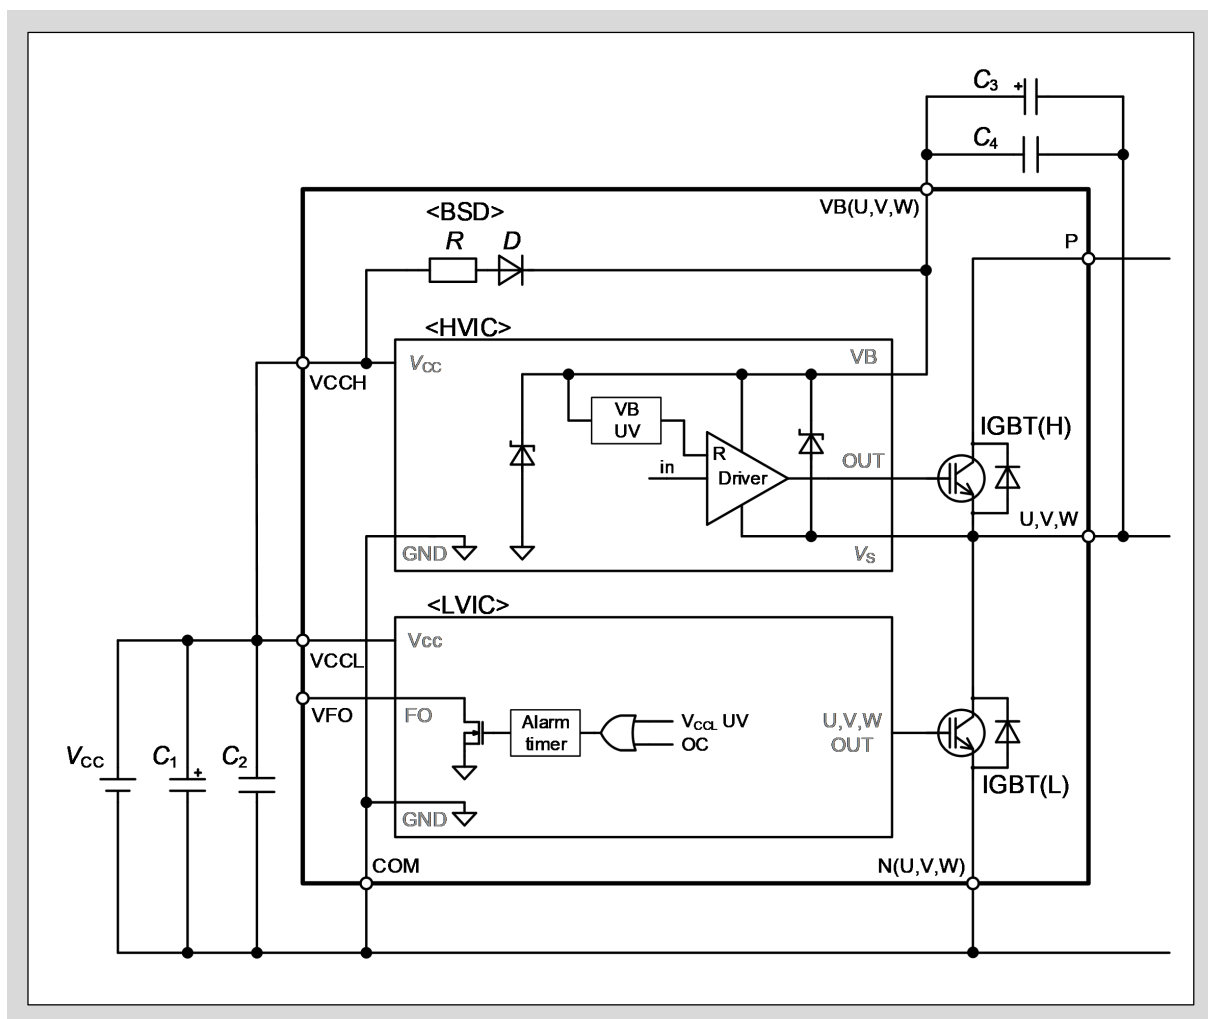 C3 +
C4
VB(U,V,W)
<BSD>
R D
P
<HVIC>
VCC
VB
VCCH
VB
UV
IGBT(H)
R
OUT
in
Driver
U,V,W
GND
VS
<LVIC>
Vcc
VCCL
VFO
FO
Alarm
timer
VCCL UV
OC
U,V,W
OUT
VCC
C1 +
C2
IGBT(L)
GND
COM
N(U,V,W)